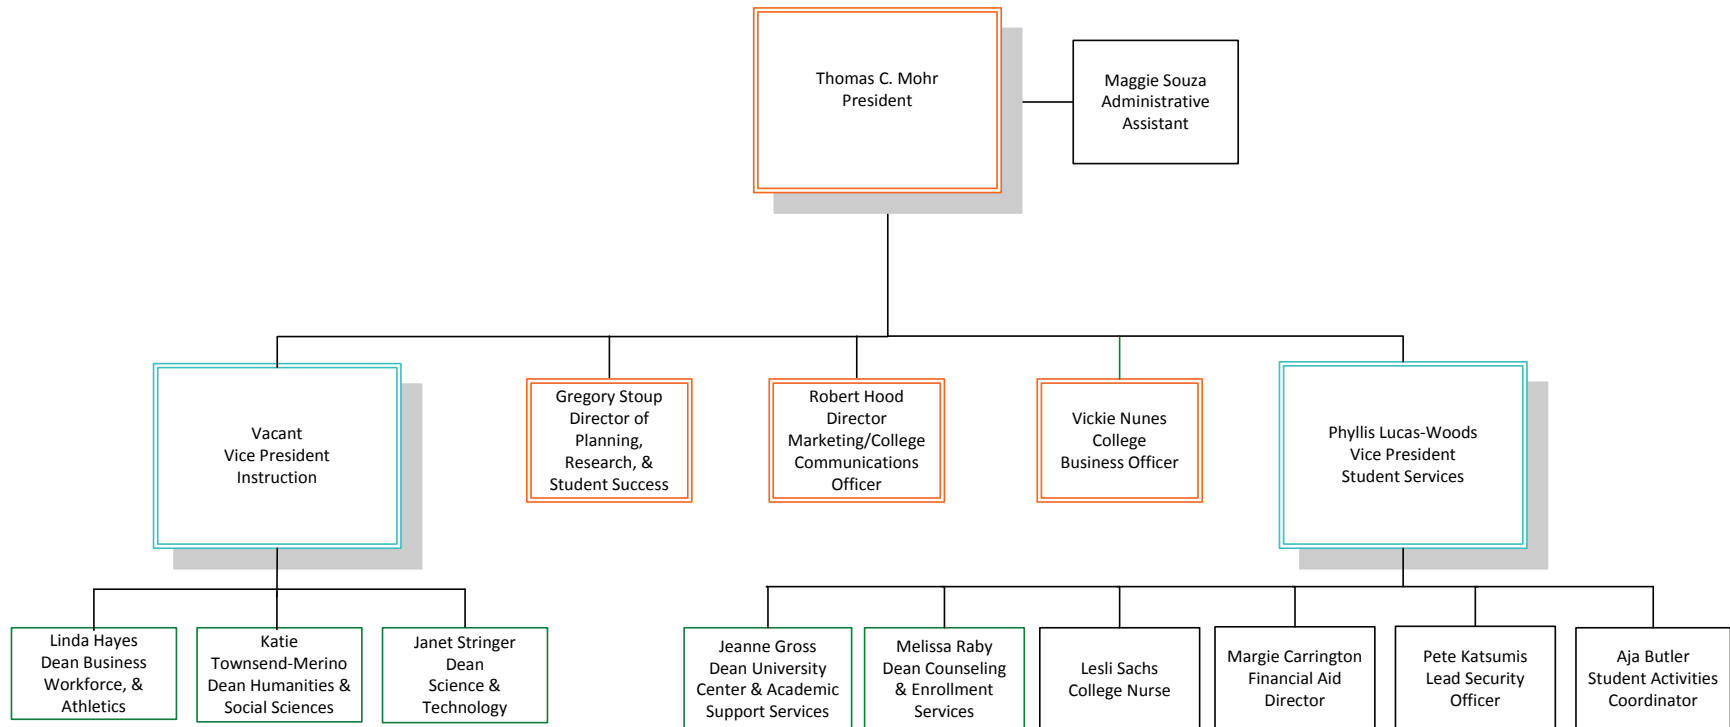 Thomas C. Mohr
President
Maggie Souza
Administrative
Assistant
Vacant
Vice President
Instruction
Gregory Stoup
Director of
Planning,
Research, &
Student Success
Robert Hood
Director
Marketing/College
Communications
Officer
Vickie Nunes
College
Business Officer
Phyllis Lucas-Woods
Vice President
Student Services
Linda Hayes
Dean Business
Workforce, &
Athletics
Katie
Townsend-Merino
Dean Humanities &
Social Sciences
Janet Stringer
Dean
Science &
Technology
Jeanne Gross
Dean University
Center & Academic
Support Services
Melissa Raby
Dean Counseling
& Enrollment
Services
Lesli Sachs
College Nurse
Margie Carrington
Financial Aid
Director
Pete Katsumis
Lead Security
Officer
Aja Butler
Student Activities
Coordinator